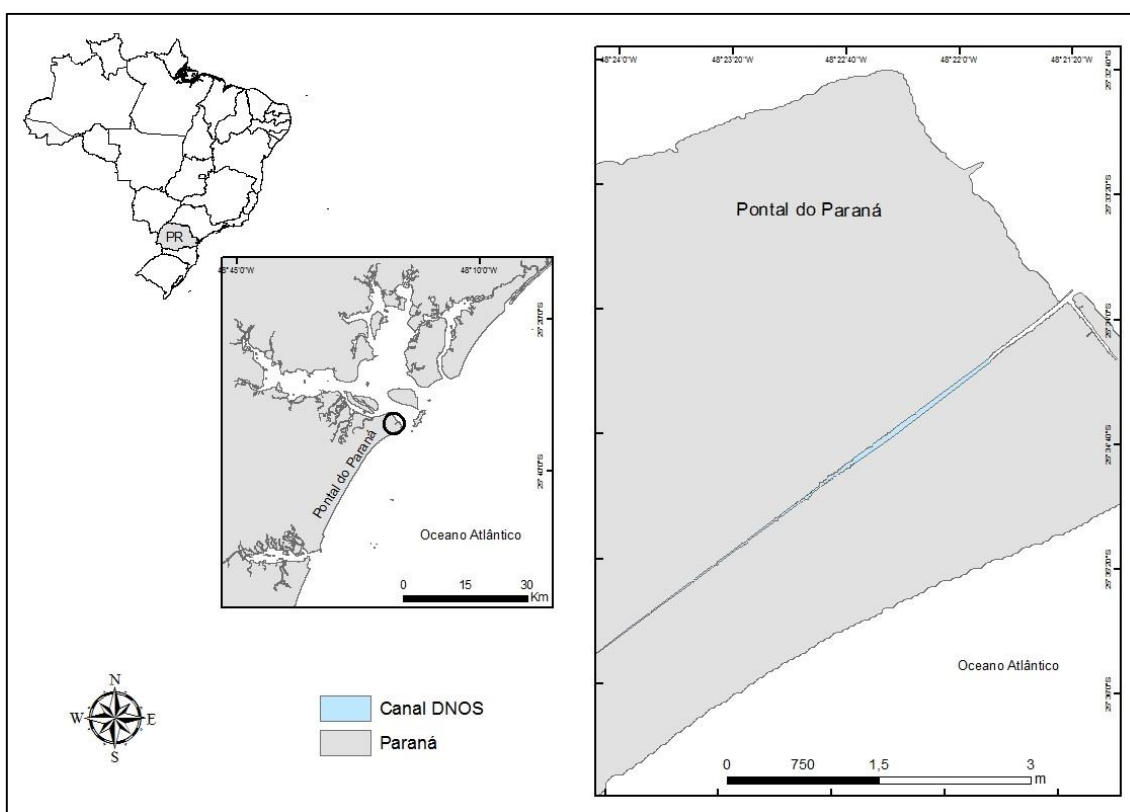 PR
48°45'0"W
48°10'0"W
Pontal do Paraná
Oceano Atlântico
0 15 30
Km
N
W E
S
Canal DNOS
Paraná
48°24'0"W 48°23'20"W 48°22'40"W 48°22'0"W 48°21'20"W
Pontal do Paraná
Oceano Atlântico
0 750 1,5 3
m